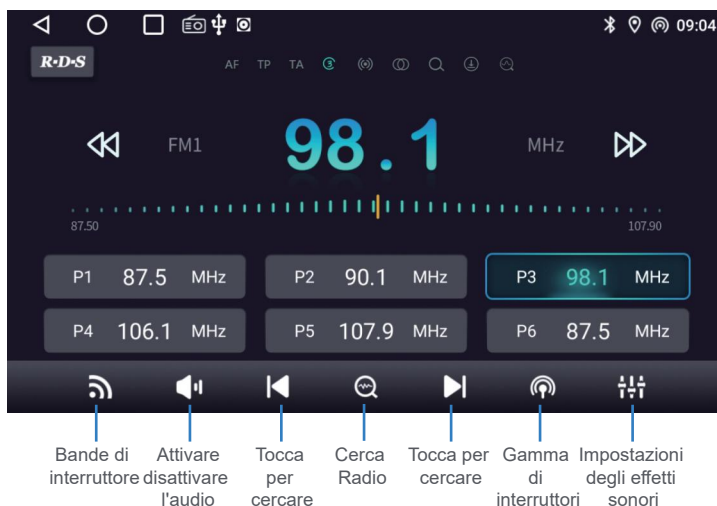 09:04
R·D·S
AF TP TA 3
FM1 98.1 MHz
87.50 107.90
P1 87.5 MHz P2 90.1 MHz P3 98.1 MHz
P4 106.1 MHz P5 107.9 MHz P6 87.5 MHz
Bande di interruttore
Attivare disattivare l'audio
Tocca per cercare
Cerca Radio
Tocca per cercare
Gamma di interruttori
Impostazioni degli effetti sonori